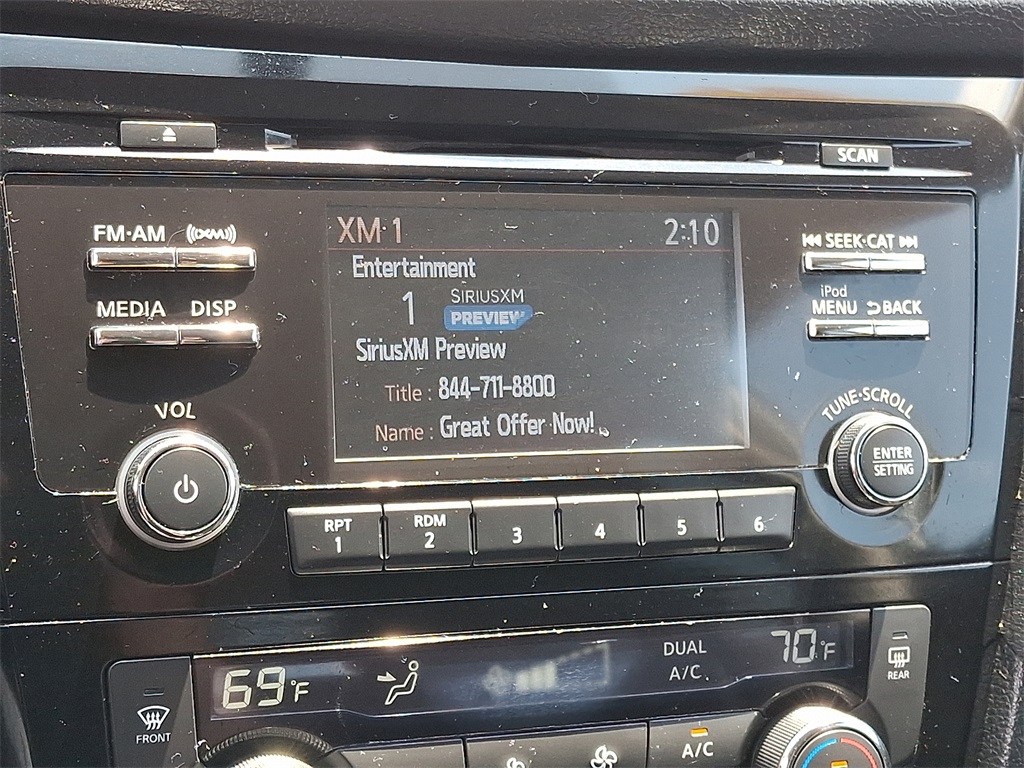 SCAN
FM·AM ((XM))
MEDIA DISP
VOL
XM 1 2:10
Entertainment
1 SIRIUSXM
PREVIEW
SiriusXM Preview
Title : 844-711-8800
Name : Great Offer Now!
SEEK·CAT
iPod
MENU BACK
TUNE·SCROLL
ENTER
SETTING
RPT
1
RDM
2
3
4
5
6
69°F
DUAL
A/C
70°F
FRONT
REAR
A/C